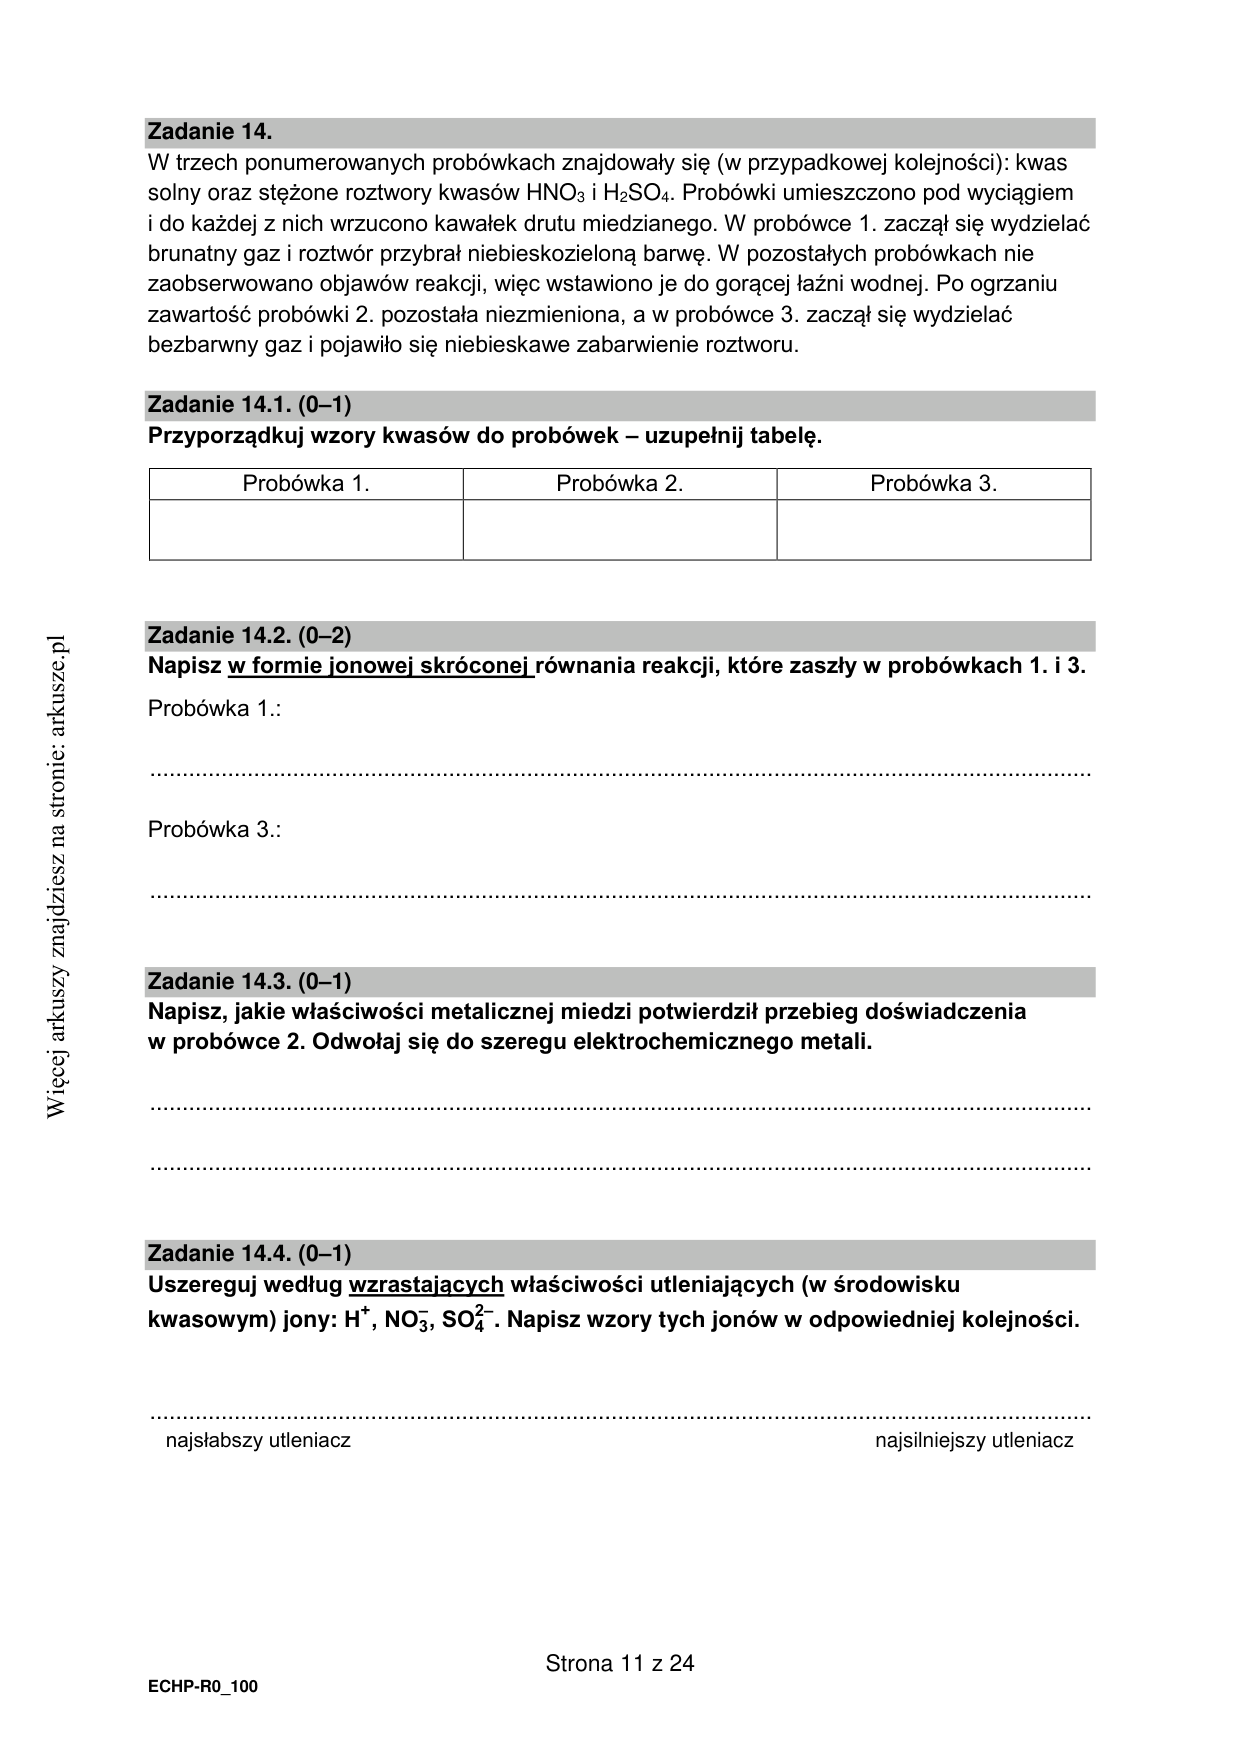 Zadanie 14.
W trzech ponumerowanych probówkach znajdowały się (w przypadkowej kolejności): kwas
solny oraz stężone roztwory kwasów HNO₃ i H₂SO₄. Probówki umieszczono pod wyciągiem
i do każdej z nich wrzucono kawałek drutu miedzianego. W probówce 1. zaczął się wydzielać
brunatny gaz i roztwór przybrał niebieskozieloną barwę. W pozostałych probówkach nie
zaobserwowano objawów reakcji, więc wstawiono je do gorącej łaźni wodnej. Po ogrzaniu
zawartość probówki 2. pozostała niezmieniona, a w probówce 3. zaczął się wydzielać
bezbarwny gaz i pojawiło się niebieskawe zabarwienie roztworu.
Zadanie 14.1. (0–1)
Przyporządkuj wzory kwasów do probówek – uzupełnij tabelę.
Probówka 1. Probówka 2. Probówka 3.
Zadanie 14.2. (0–2)
Napisz w formie jonowej skróconej równania reakcji, które zaszły w probówkach 1. i 3.
Probówka 1.:
Probówka 3.:
Zadanie 14.3. (0–1)
Napisz, jakie właściwości metalicznej miedzi potwierdził przebieg doświadczenia
w probówce 2. Odwołaj się do szeregu elektrochemicznego metali.
Zadanie 14.4. (0–1)
Uszereguj według wzrastających właściwości utleniających (w środowisku
kwasowym) jony: H⁺, NO₃⁻, SO₄²⁻. Napisz wzory tych jonów w odpowiedniej kolejności.
najsłabszy utleniacz najsilniejszy utleniacz
Strona 11 z 24
ECHP-R0_100
Więcej arkuszy znajdziesz na stronie: arkusze.pl